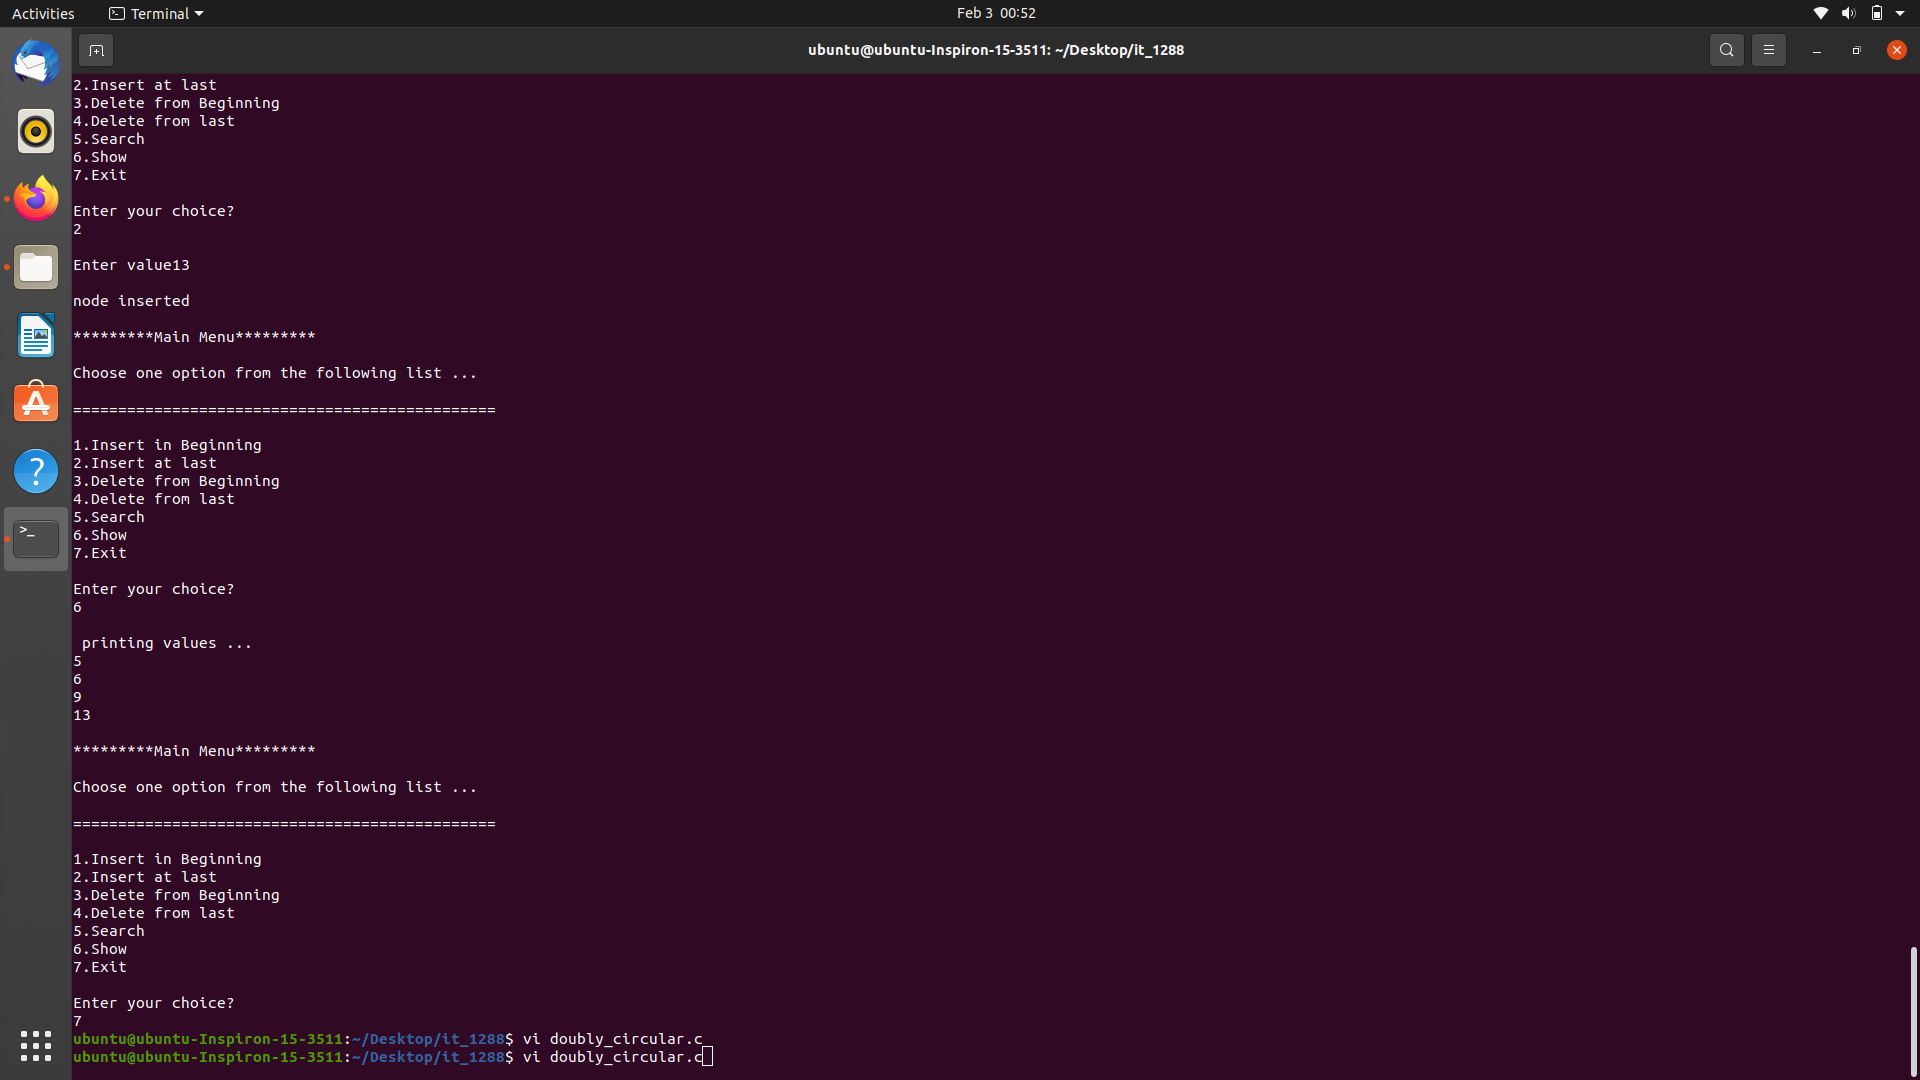 Activities
Terminal
Feb 3 00:52
ubuntu@ubuntu-Inspiron-15-3511: ~/Desktop/it_1288
2.Insert at last
3.Delete from Beginning
4.Delete from last
5.Search
6.Show
7.Exit
Enter your choice?
2
Enter value13
node inserted
*********Main Menu*********
Choose one option from the following list ...
===============================================
1.Insert in Beginning
2.Insert at last
3.Delete from Beginning
4.Delete from last
5.Search
6.Show
7.Exit
Enter your choice?
6
printing values ...
5
6
9
13
*********Main Menu*********
Choose one option from the following list ...
===============================================
1.Insert in Beginning
2.Insert at last
3.Delete from Beginning
4.Delete from last
5.Search
6.Show
7.Exit
Enter your choice?
7
ubuntu@ubuntu-Inspiron-15-3511:~/Desktop/it_1288$ vi doubly_circular.c
ubuntu@ubuntu-Inspiron-15-3511:~/Desktop/it_1288$ vi doubly_circular.c